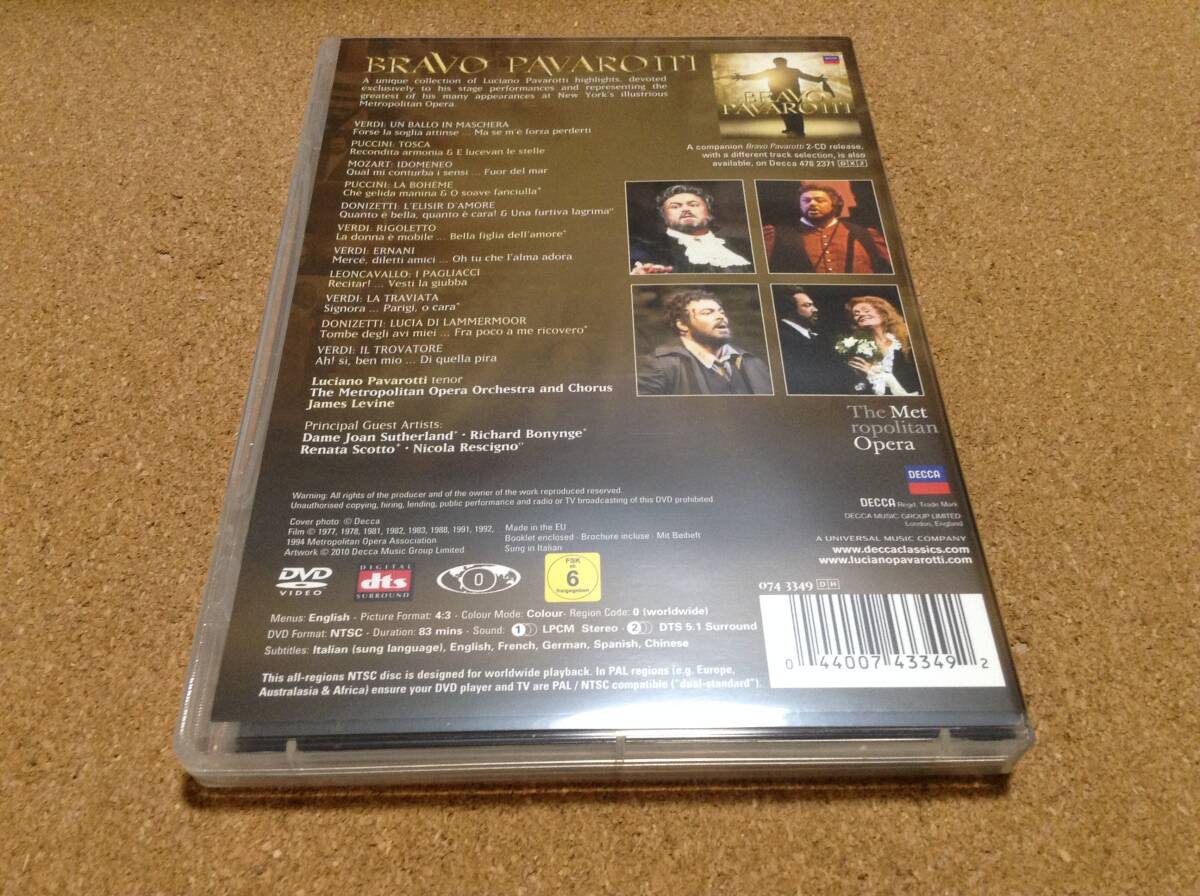 BRAVO PAVAROTTI
A unique collection of Luciano Pavarotti highlights, devoted
exclusively to his stage performances and representing the
greatest of his many appearances at New York's illustrious
Metropolitan Opera.
VERDI: UN BALLO IN MASCHERA
Forse la soglia attinse ... Ma se m'è forza perderti
PUCCINI: TOSCA
Recondita armonia & E lucevan le stelle
MOZART: IDOMENEO
Qual mi conturba i sensi ... Fuor del mar
PUCCINI: LA BOHÈME
Che gelida manina & O soave fanciulla+
DONIZETTI: L'ELISIR D'AMORE
Quanto è bella, quanto è cara! & Una furtiva lagrima°
VERDI: RIGOLETTO
La donna è mobile ... Bella figlia dell'amore*
VERDI: ERNANI
Mercé, diletti amici ... Oh tu che l'alma adora
LEONCAVALLO: I PAGLIACCI
Recitar! ... Vesti la giubba
VERDI: LA TRAVIATA
Signora ... Parigi, o cara*
DONIZETTI: LUCIA DI LAMMERMOOR
Tombe degli avi miei ... Fra poco a me ricovero*
VERDI: IL TROVATORE
Ah! sì, ben mio ... Di quella pira
Luciano Pavarotti tenor
The Metropolitan Opera Orchestra and Chorus
James Levine
Principal Guest Artists:
Dame Joan Sutherland* · Richard Bonynge*
Renata Scotto+ · Nicola Rescigno°
DECCA
BRAVO
PAVAROTTI
A companion Bravo Pavarotti 2-CD release,
with a different track selection, is also
available, on Decca 478 2371 DX2
The Met
ropolitan
Opera
DECCA
DECCA Regd. Trade Mark
DECCA MUSIC GROUP LIMITED
London, England
A UNIVERSAL MUSIC COMPANY
www.deccaclassics.com
www.lucianopavarotti.com
Warning: All rights of the producer and of the owner of the work reproduced reserved.
Unauthorised copying, hiring, lending, public performance and radio or TV broadcasting of this DVD prohibited.
Cover photo © Decca
Film © 1977, 1978, 1981, 1982, 1983, 1988, 1991, 1992,
1994 Metropolitan Opera Association
Artwork © 2010 Decca Music Group Limited
Made in the EU
Booklet enclosed · Brochure incluse · Mit Beiheft
Sung in Italian
DVD
VIDEO
DIGITAL
dts
SURROUND
0
FSK
ab
6
freigegeben
074 3349 DH
Menus: English · Picture Format: 4:3 · Colour Mode: Colour · Region Code: 0 (worldwide)
DVD Format: NTSC · Duration: 83 mins · Sound: 1 LPCM Stereo · 2 DTS 5.1 Surround
Subtitles: Italian (sung language), English, French, German, Spanish, Chinese
This all-regions NTSC disc is designed for worldwide playback. In PAL regions (e.g. Europe,
Australasia & Africa) ensure your DVD player and TV are PAL / NTSC compatible ("dual-standard").
0 44007 43349 2